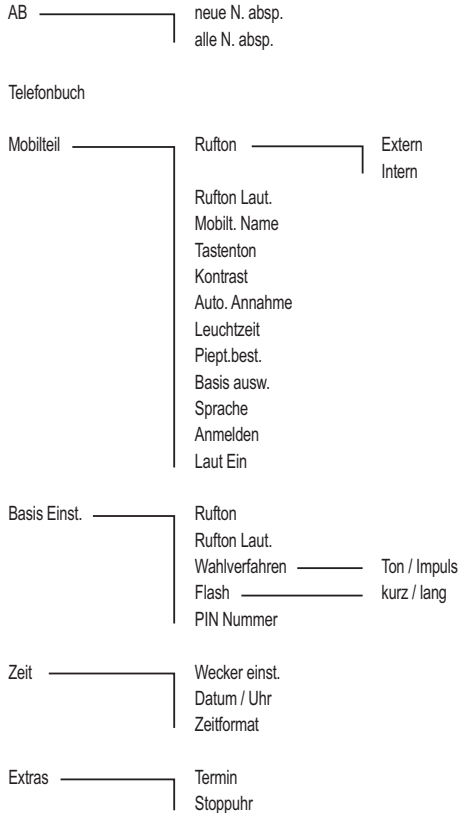 AB neue N. absp.
alle N. absp.
Telefonbuch
Mobilteil Rufton Extern
Intern
Rufton Laut.
Mobilt. Name
Tastenton
Kontrast
Auto. Annahme
Leuchtzeit
Piept.best.
Basis ausw.
Sprache
Anmelden
Laut Ein
Basis Einst. Rufton
Rufton Laut.
Wahlverfahren Ton / Impuls
Flash kurz / lang
PIN Nummer
Zeit Wecker einst.
Datum / Uhr
Zeitformat
Extras Termin
Stoppuhr